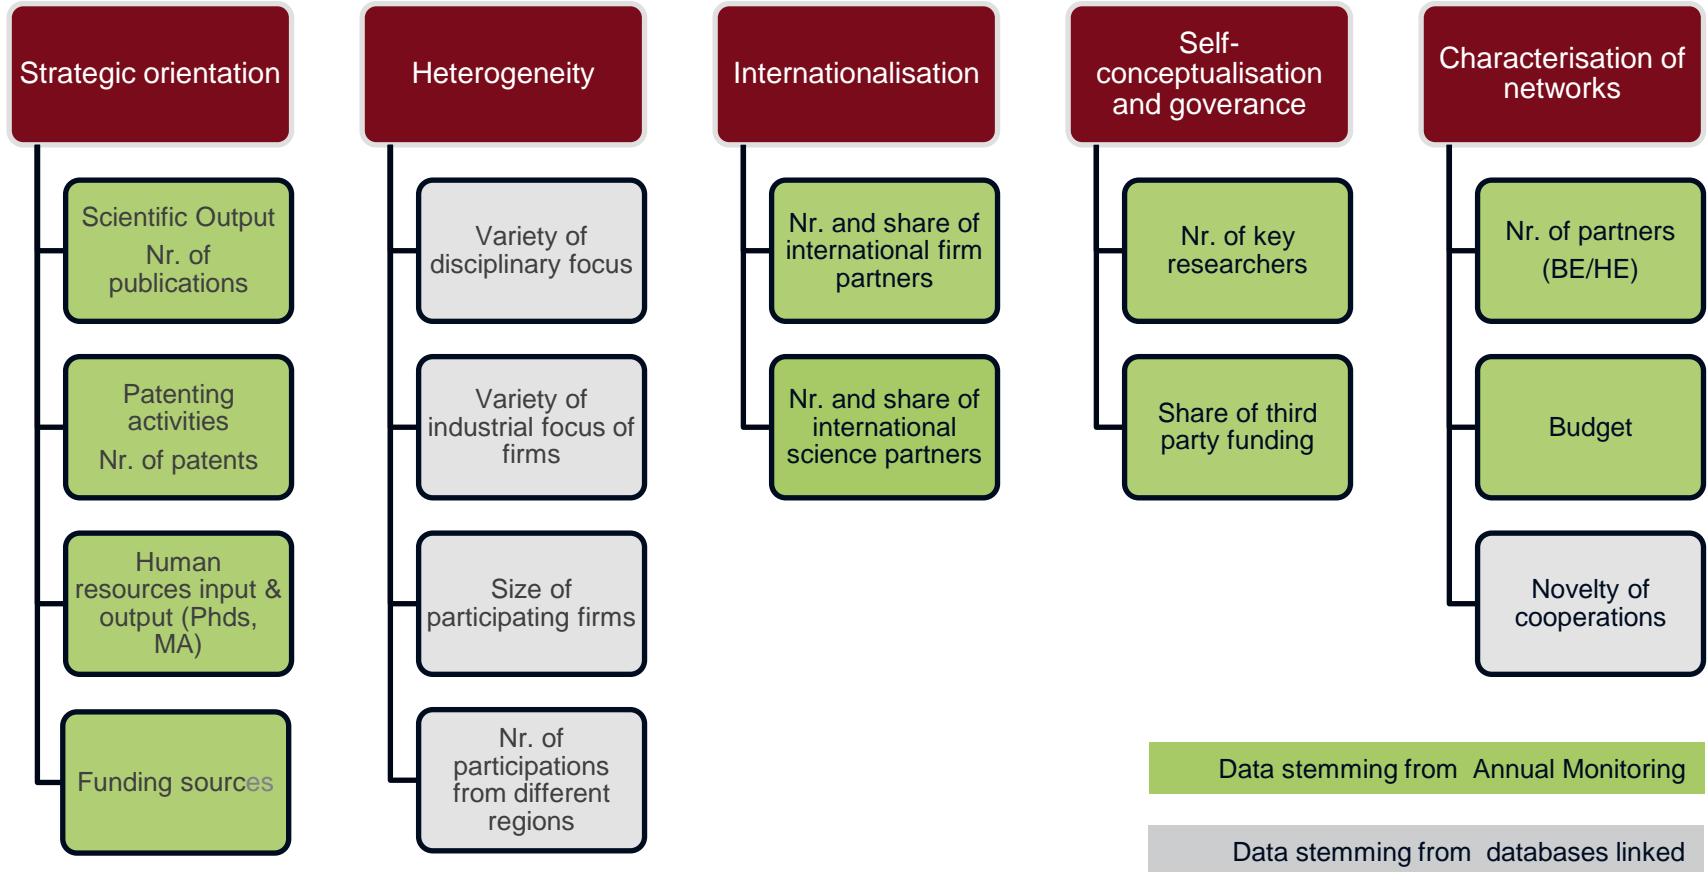 Strategic orientation
Scientific Output
Nr. of
publications
Patenting
activities
Nr. of patents
Human
resources input &
output (Phds,
MA)
Funding sources
Heterogeneity
Variety of
disciplinary focus
Variety of
industrial focus of
firms
Size of
participating firms
Nr. of
participations
from different
regions
Internationalisation
Nr. and share of
international firm
partners
Nr. and share of
international
science partners
Self-
conceptualisation
and goverance
Nr. of key
researchers
Share of third
party funding
Characterisation of
networks
Nr. of partners
(BE/HE)
Budget
Novelty of
cooperations
Data stemming from Annual Monitoring
Data stemming from databases linked